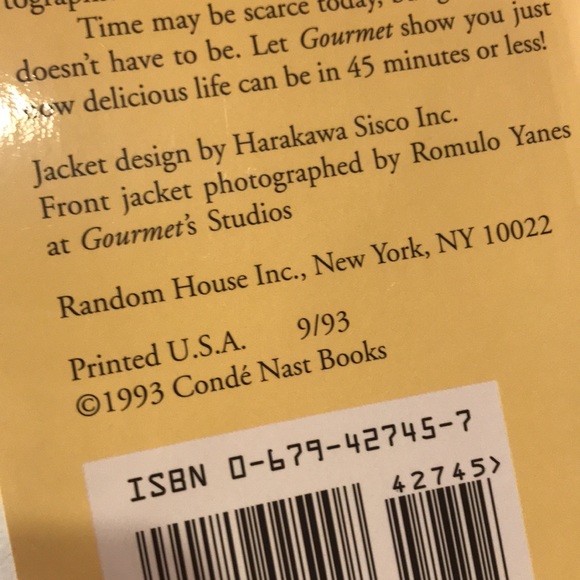 Time may be scarce today,
doesn't have to be. Let Gourmet show you just
how delicious life can be in 45 minutes or less!
Jacket design by Harakawa Sisco Inc.
Front jacket photographed by Romulo Yanes
at Gourmet's Studios
Random House Inc., New York, NY 10022
Printed U.S.A. 9/93
©1993 Condé Nast Books
ISBN 0-679-42745-7
42745>